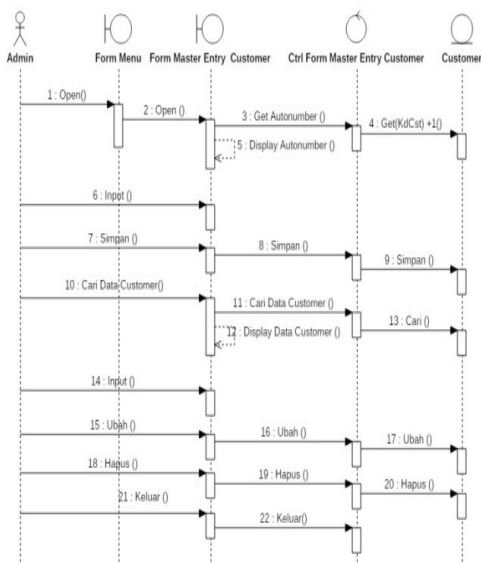 Admin
Form Menu
Form Master Entry Customer
Ctrl Form Master Entry Customer
Customer
1 : Open()
2 : Open ()
3 : Get Autonumber ()
4 : Get(KdCst) +1()
5 : Display Autonumber ()
6 : Input ()
7 : Simpan ()
8 : Simpan ()
9 : Simpan ()
10 : Cari Data Customer()
11 : Cari Data Customer ()
12 : Display Data Customer ()
13 : Cari ()
14 : Input ()
15 : Ubah ()
16 : Ubah ()
17 : Ubah ()
18 : Hapus ()
19 : Hapus ()
20 : Hapus ()
21 : Keluar ()
22 : Keluar()